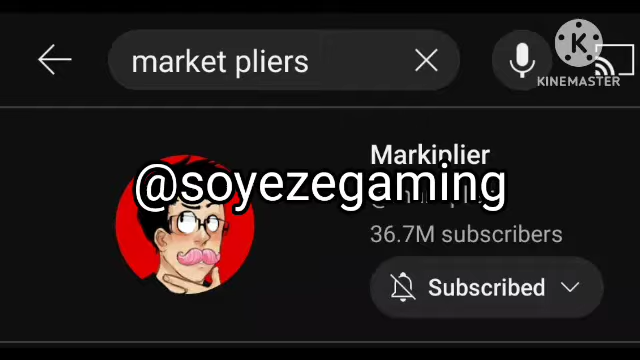 market pliers
KINEMASTER
Markiplier
@soyezegaming
36.7M subscribers
Subscribed